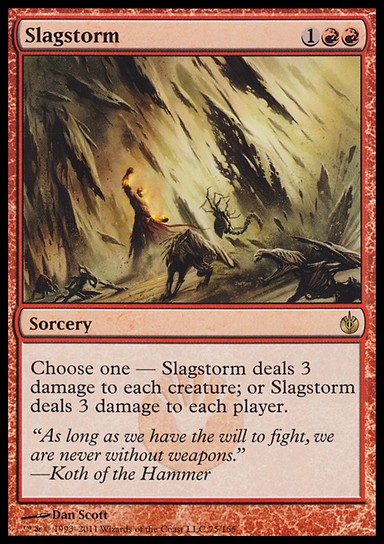 Slagstorm 1
Sorcery
Choose one — Slagstorm deals 3
damage to each creature; or Slagstorm
deals 3 damage to each player.
“As long as we have the will to fight, we
are never without weapons.”
—Koth of the Hammer
Dan Scott
™ & © 1993–2011 Wizards of the Coast LLC 75/155